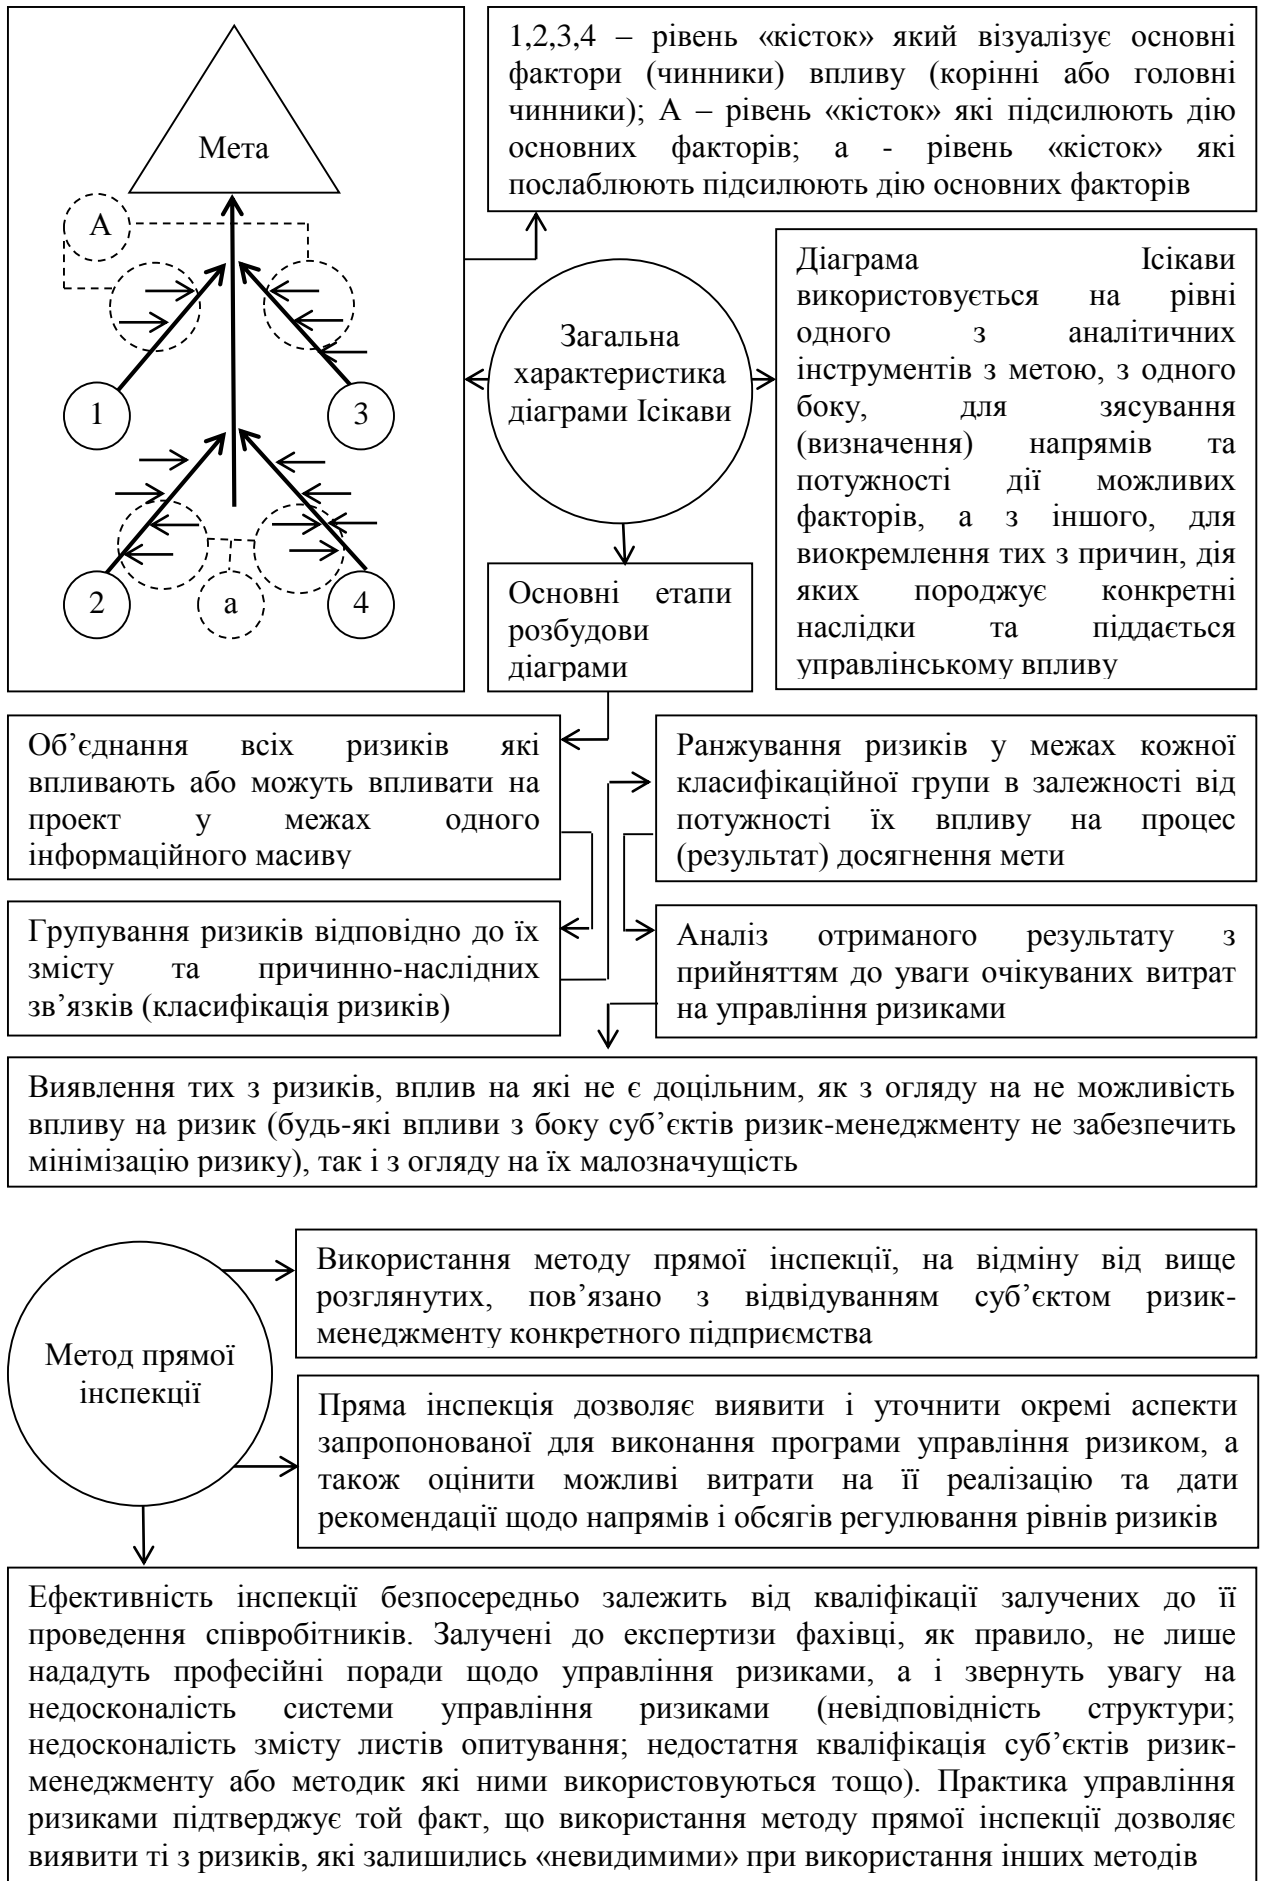 Мета
А
1
3
2
а
4
1,2,3,4 – рівень «кісток» який візуалізує основні
фактори (чинники) впливу (корінні або головні
чинники); А – рівень «кісток» які підсилюють дію
основних факторів; а - рівень «кісток» які
послаблюють підсилюють дію основних факторів
Загальна
характеристика
діаграми Ісікави
Діаграма Ісікави
використовується на рівні
одного з аналітичних
інструментів з метою, з одного
боку, для зясування
(визначення) напрямів та
потужності дії можливих
факторів, а з іншого, для
виокремлення тих з причин, дія
яких породжує конкретні
наслідки та піддається
управлінському впливу
Основні етапи
розбудови
діаграми
Об’єднання всіх ризиків які
впливають або можуть впливати на
проект у межах одного
інформаційного масиву
Групування ризиків відповідно до їх
змісту та причинно-наслідних
зв’язків (класифікація ризиків)
Ранжування ризиків у межах кожної
класифікаційної групи в залежності від
потужності їх впливу на процес
(результат) досягнення мети
Аналіз отриманого результату з
прийняттям до уваги очікуваних витрат
на управління ризиками
Виявлення тих з ризиків, вплив на які не є доцільним, як з огляду на не можливість
впливу на ризик (будь-які впливи з боку суб’єктів ризик-менеджменту не забезпечить
мінімізацію ризику), так і з огляду на їх малозначущість
Метод прямої
інспекції
Використання методу прямої інспекції, на відміну від вище
розглянутих, пов’язано з відвідуванням суб’єктом ризик-
менеджменту конкретного підприємства
Пряма інспекція дозволяє виявити і уточнити окремі аспекти
запропонованої для виконання програми управління ризиком, а
також оцінити можливі витрати на її реалізацію та дати
рекомендації щодо напрямів і обсягів регулювання рівнів ризиків
Ефективність інспекції безпосередньо залежить від кваліфікації залучених до її
проведення співробітників. Залучені до експертизи фахівці, як правило, не лише
нададуть професійні поради щодо управління ризиками, а і звернуть увагу на
недосконалість системи управління ризиками (невідповідність структури;
недосконалість змісту листів опитування; недостатня кваліфікація суб’єктів ризик-
менеджменту або методик які ними використовуються тощо). Практика управління
ризиками підтверджує той факт, що використання методу прямої інспекції дозволяє
виявити ті з ризиків, які залишились «невидимими» при використання інших методів